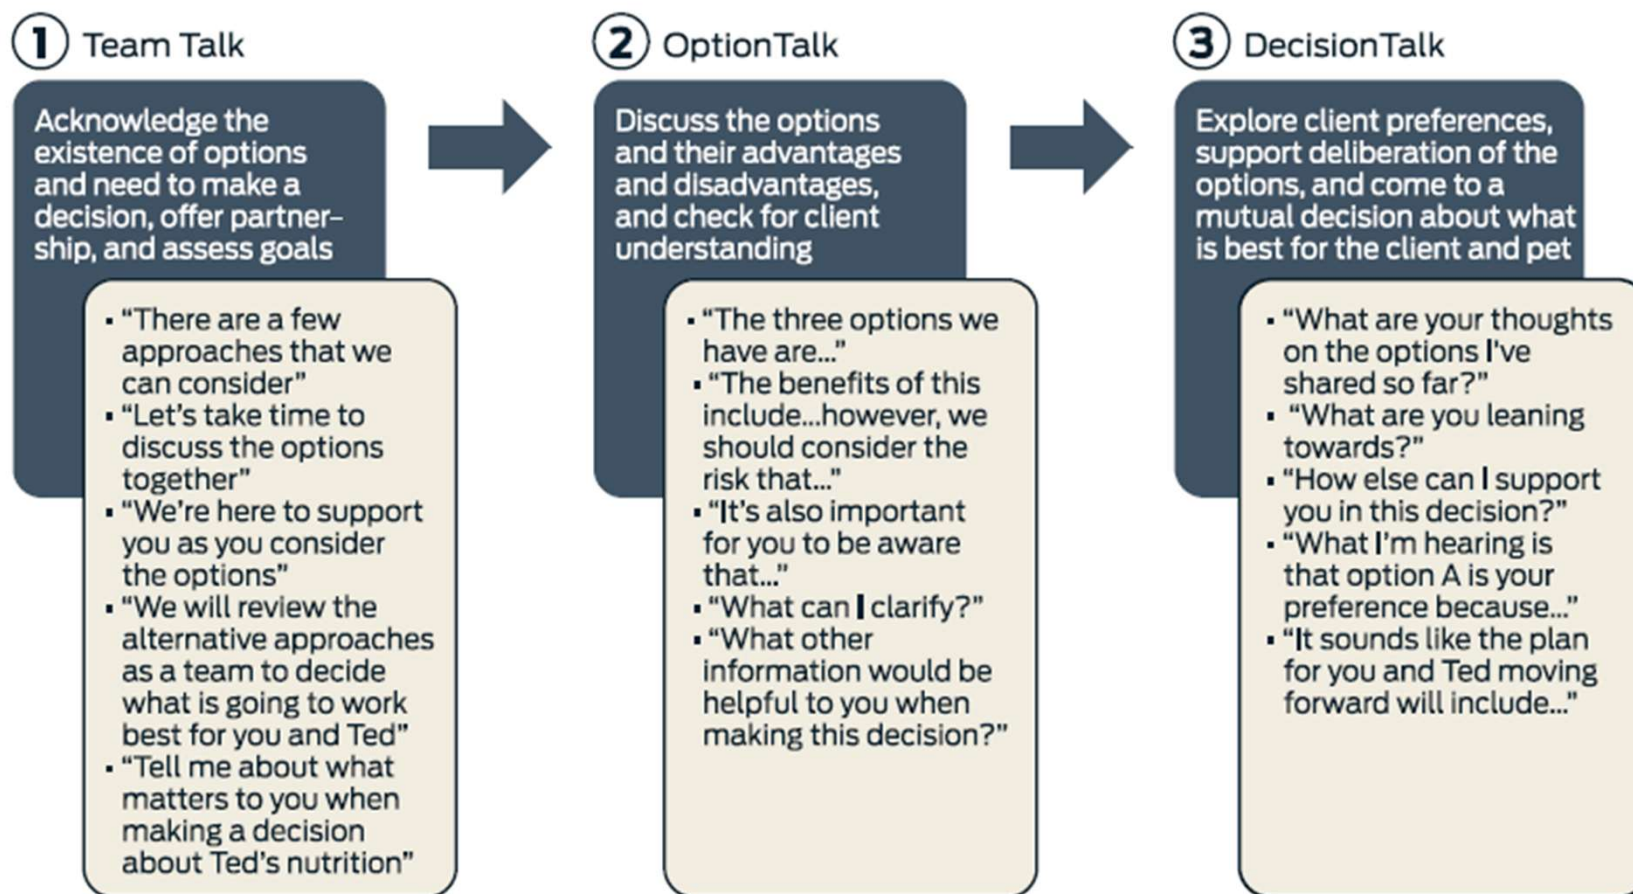 1 Team Talk
Acknowledge the
existence of options
and need to make a
decision, offer partner–
ship, and assess goals
▪ “There are a few
approaches that we
can consider”
▪ “Let’s take time to
discuss the options
together”
▪ “We’re here to support
you as you consider
the options”
▪ “We will review the
alternative approaches
as a team to decide
what is going to work
best for you and Ted”
▪ “Tell me about what
matters to you when
making a decision
about Ted’s nutrition”
2 OptionTalk
Discuss the options
and their advantages
and disadvantages,
and check for client
understanding
▪ “The three options we
have are...”
▪ “The benefits of this
include...however, we
should consider the
risk that...”
▪ “It’s also important
for you to be aware
that...”
▪ “What can I clarify?”
▪ “What other
information would be
helpful to you when
making this decision?”
3 DecisionTalk
Explore client preferences,
support deliberation of the
options, and come to a
mutual decision about what
is best for the client and pet
▪ “What are your thoughts
on the options I've
shared so far?”
▪ “What are you leaning
towards?”
▪ “How else can I support
you in this decision?”
▪ “What I’m hearing is
that option A is your
preference because...”
▪ “It sounds like the plan
for you and Ted moving
forward will include...”